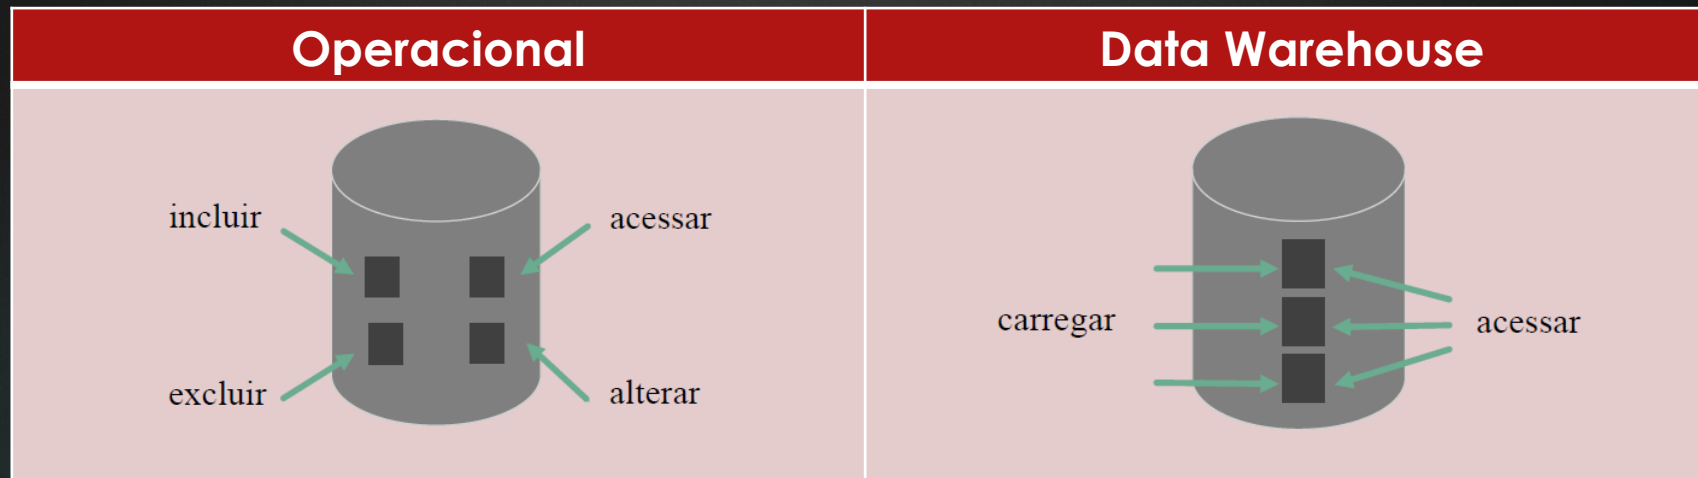 Operacional
Data Warehouse
incluir
acessar
excluir
alterar
carregar
acessar